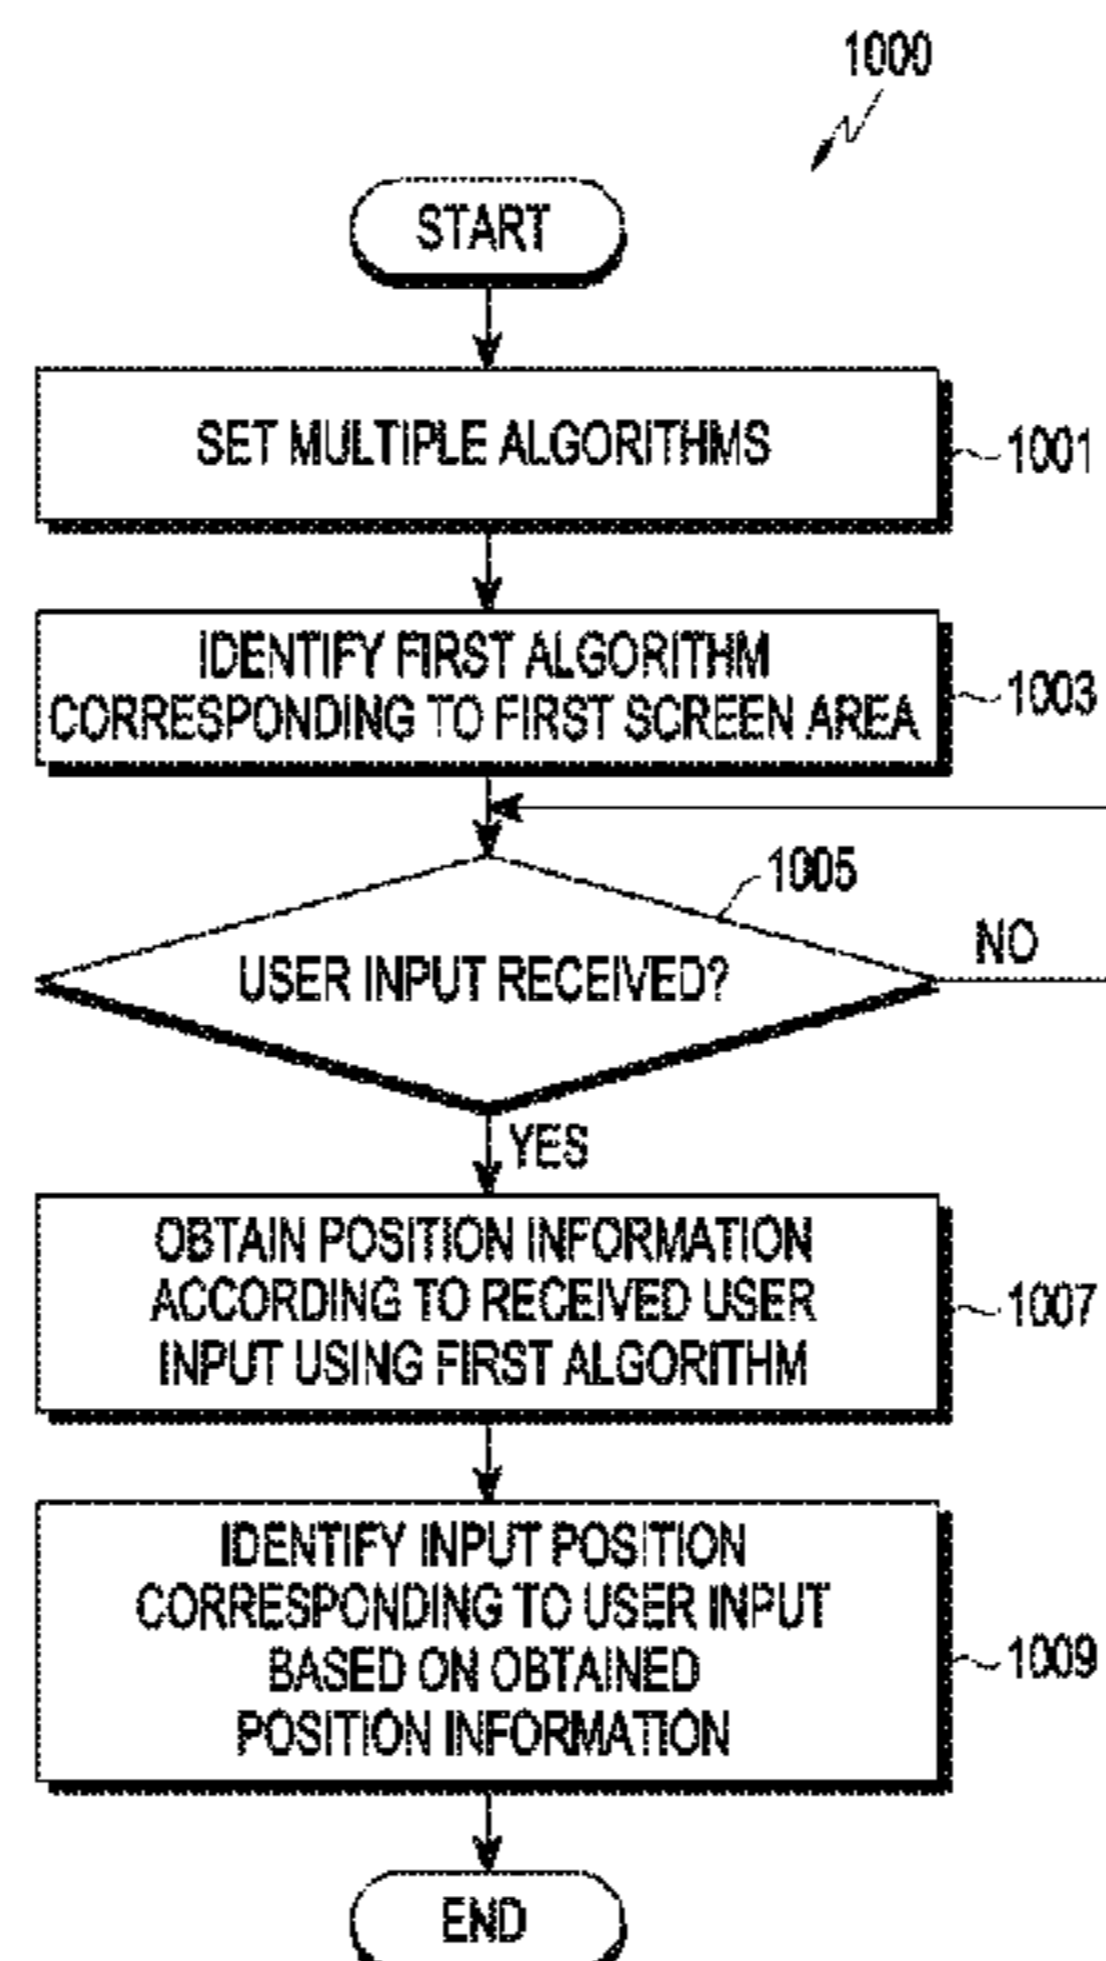 1000
START
SET MULTIPLE ALGORITHMS
1001
IDENTIFY FIRST ALGORITHM
CORRESPONDING TO FIRST SCREEN AREA
1003
1005
USER INPUT RECEIVED?
NO
YES
OBTAIN POSITION INFORMATION
ACCORDING TO RECEIVED USER
INPUT USING FIRST ALGORITHM
1007
IDENTIFY INPUT POSITION
CORRESPONDING TO USER INPUT
BASED ON OBTAINED
POSITION INFORMATION
1009
END